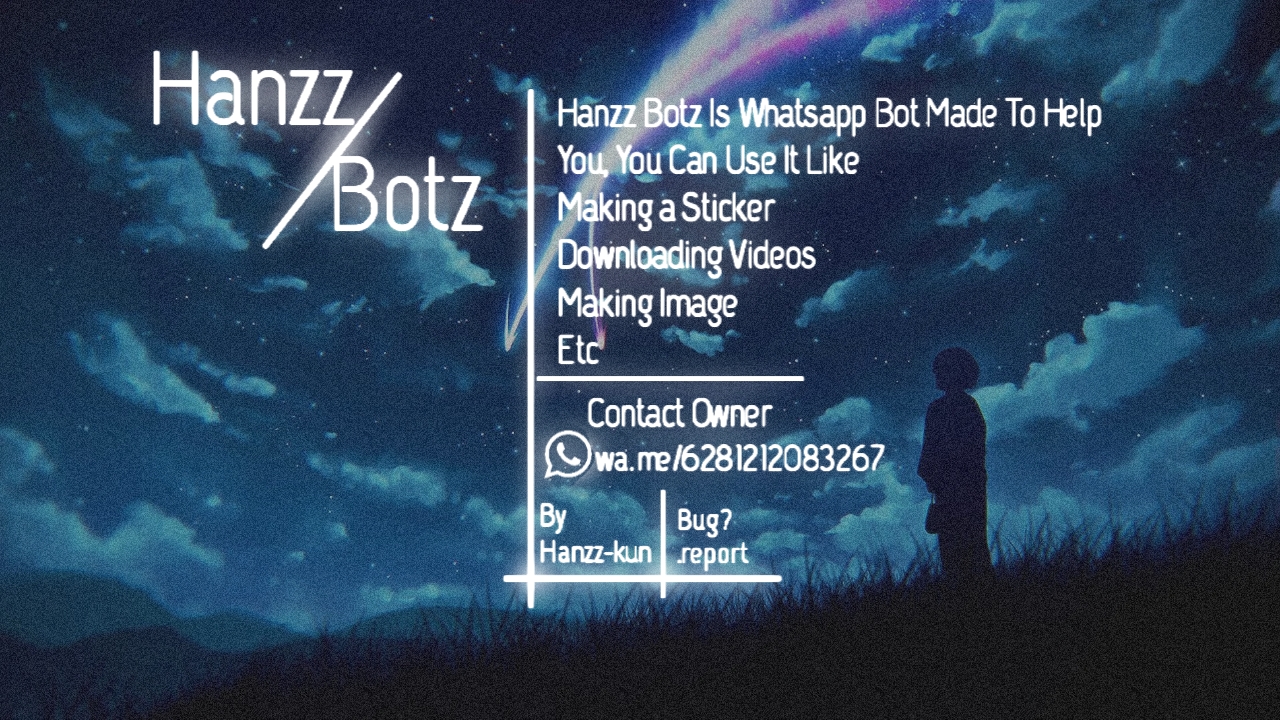 Hanzz
Botz
Hanzz Botz Is Whatsapp Bot Made To Help
You, You Can Use It Like
Making a Sticker
Downloading Videos
Making Image
Etc
Contact Owner
wa.me/6281212083267
By
Hanzz-kun
Bug?
.report